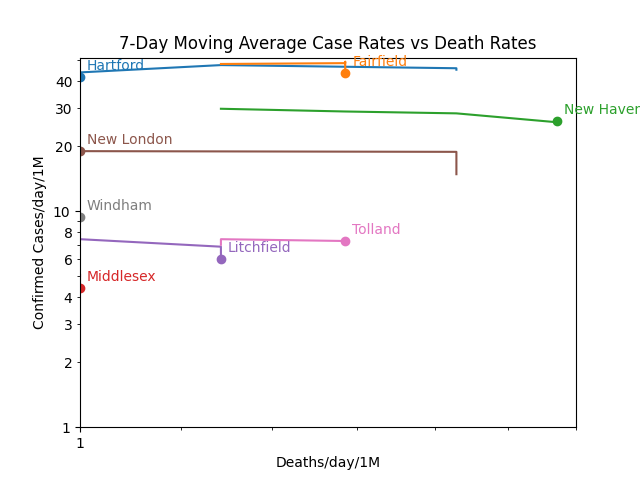 7-Day Moving Average Case Rates vs Death Rates
Hartford
Fairfield
New Haven
New London
Windham
Tolland
Litchfield
Middlesex
40
30
20
10
8
6
4
3
2
1
Confirmed Cases/day/1M
1
Deaths/day/1M